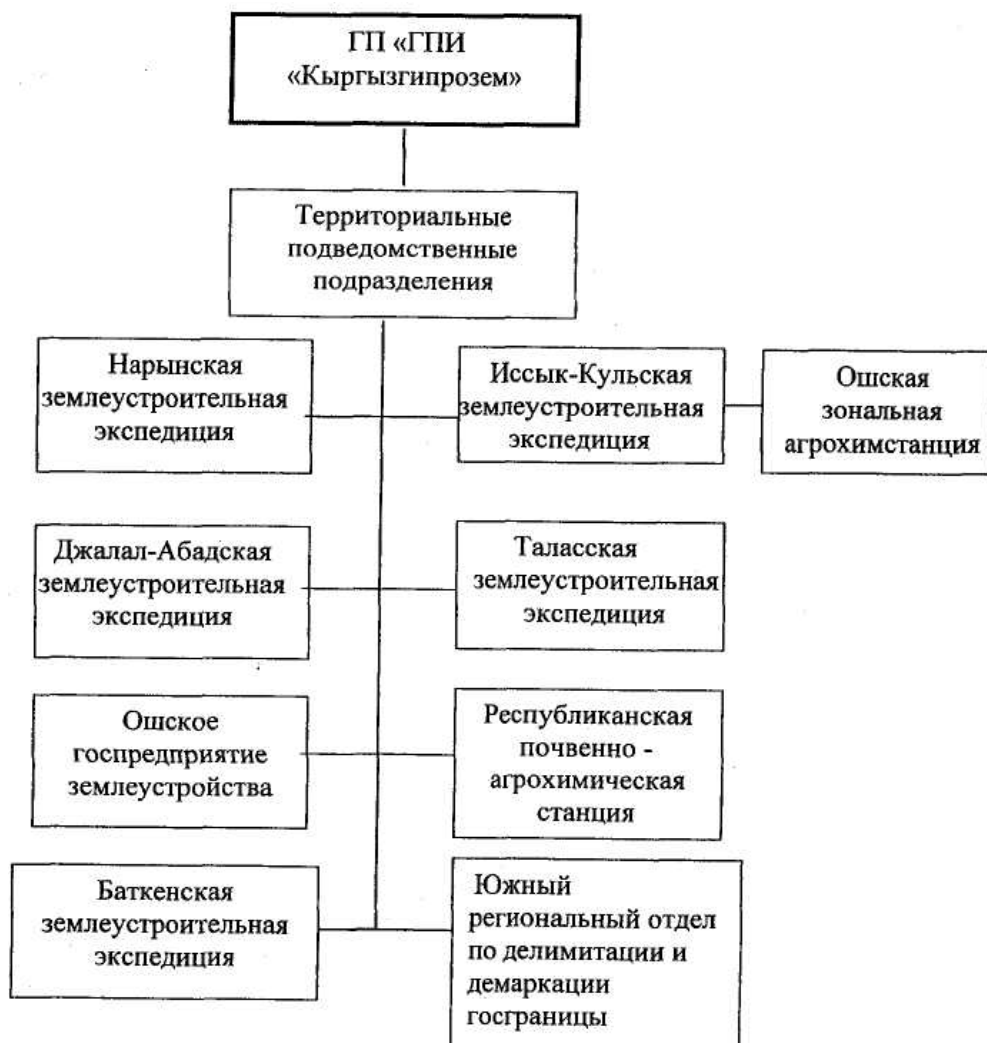 ГП «ГПИ
«Кыргызгипрозем»
Территориальные
подведомственные
подразделения
Нарынская
землеустроительная
экспедиция
Иссык-Кульская
землеустроительная
экспедиция
Ошская
зональная
агрохимстанция
Джалал-Абадская
землеустроительная
экспедиция
Таласская
землеустроительная
экспедиция
Ошское
госпредприятие
землеустройства
Республиканская
почвенно -
агрохимическая
станция
Баткенская
землеустроительная
экспедиция
Южный
региональный отдел
по делимитации и
демаркации
госграницы